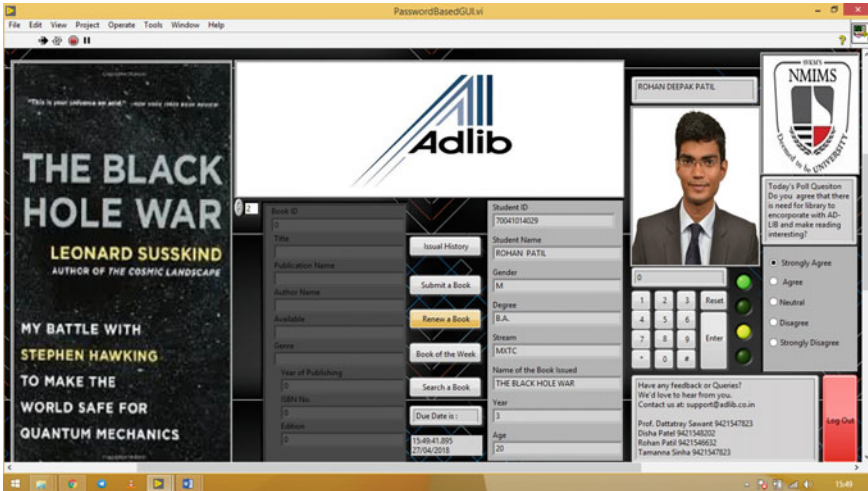 PasswordBasedGUI.vi
File Edit View Project Operate Tools Window Help
"This is your universe on acid." —NEW YORK TIMES BOOK REVIEW
THE BLACK
HOLE WAR
LEONARD SUSSKIND
AUTHOR OF THE COSMIC LANDSCAPE
MY BATTLE WITH
STEPHEN HAWKING
TO MAKE THE
WORLD SAFE FOR
QUANTUM MECHANICS
Adlib
2
Book ID
0
Title
Publication Name
Author Name
Available
Genre
Year of Publishing
0
ISBN No.
0
Edition
0
Issual History
Submit a Book
Renew a Book
Book of the Week
Search a Book
Due Date is :
15:49:41.895
27/04/2018
Student ID
70041014029
Student Name
ROHAN PATIL
Gender
M
Degree
B.A.
Stream
MXTC
Name of the Book Issued
THE BLACK HOLE WAR
Year
3
Age
20
ROHAN DEEPAK PATIL
0
1 2 3 Reset
4 5 6
7 8 9 Enter
* 0 #
SVKM'S
NMIMS
Deemed to be UNIVERSITY
Today's Poll Quesiton
Do you agree that there
is need for library to
encorporate with AD-
LIB and make reading
interesting?
Strongly Agree
Agree
Neutral
Disagree
Strongly Disagree
Have any feedback or Queries?
We'd love to hear from you.
Contact us at: support@adlib.co.in
Prof. Dattatray Sawant 9421547823
Disha Patel 9421548202
Rohan Patil 9421546632
Tamanna Sinha 9421547823
Log Out
15:49